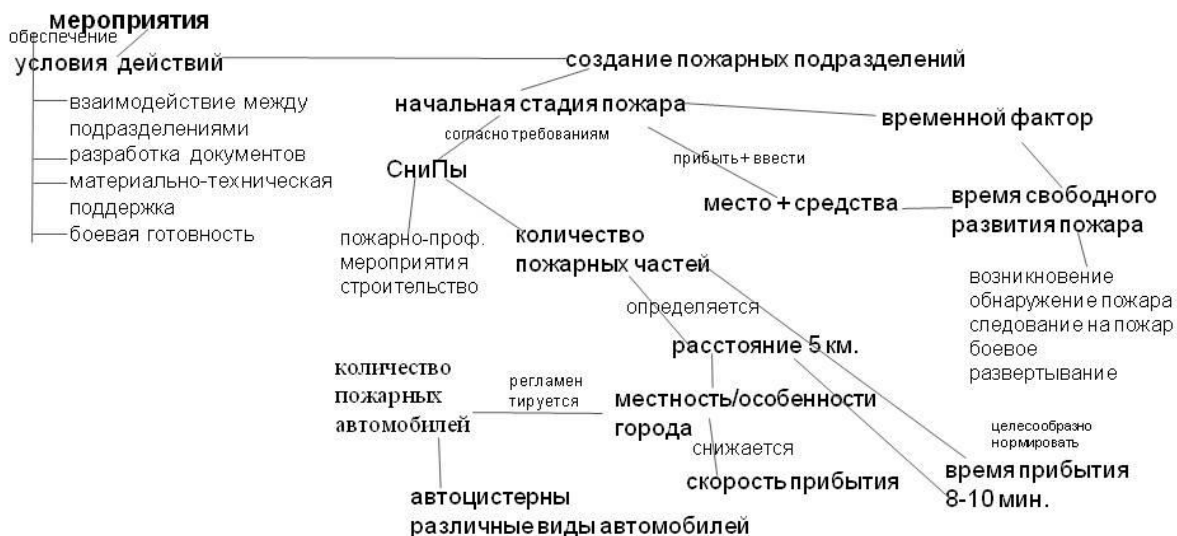 мероприятия
обеспечение
условия действий
создание пожарных подразделений
взаимодействие между
подразделениями
разработка документов
материально-техническая
поддержка
боевая готовность
начальная стадия пожара
временной фактор
согласно требованиям
прибыть + ввести
СниПы
место + средства
время свободного
развития пожара
пожарно-проф.
мероприятия
строительство
количество
пожарных частей
возникновение
обнаружение пожара
следование на пожар
боевое
развертывание
определяется
расстояние 5 км.
количество
пожарных
автомобилей
регламен
тируется
местность/особенности
города
снижается
скорость прибытия
целесообразно
нормировать
время прибытия
8-10 мин.
автоцистерны
различные виды автомобилей